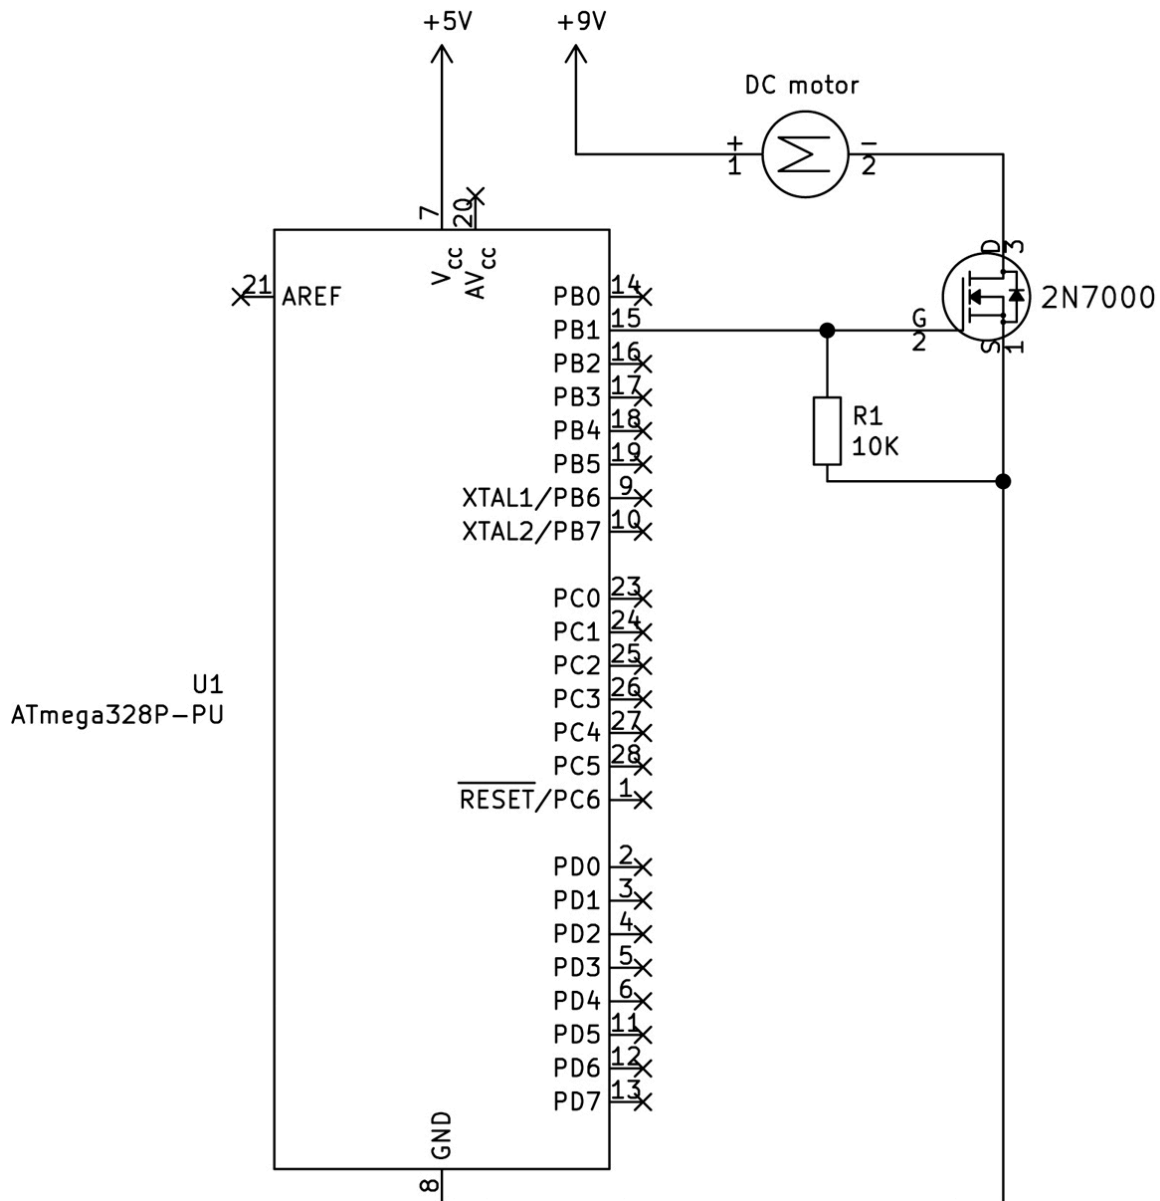 +5V
+9V
DC motor
+
1
−
2
7
20
VCC
AVCC
D
3
21
AREF
PB0
14
2N7000
PB1
15
G
2
S
1
PB2
16
PB3
17
PB4
18
R1
10K
PB5
19
XTAL1/PB6
9
XTAL2/PB7
10
PC0
23
PC1
24
PC2
25
U1
ATmega328P-PU
PC3
26
PC4
27
PC5
28
RESET/PC6
1
PD0
2
PD1
3
PD2
4
PD3
5
PD4
6
PD5
11
PD6
12
PD7
13
GND
8